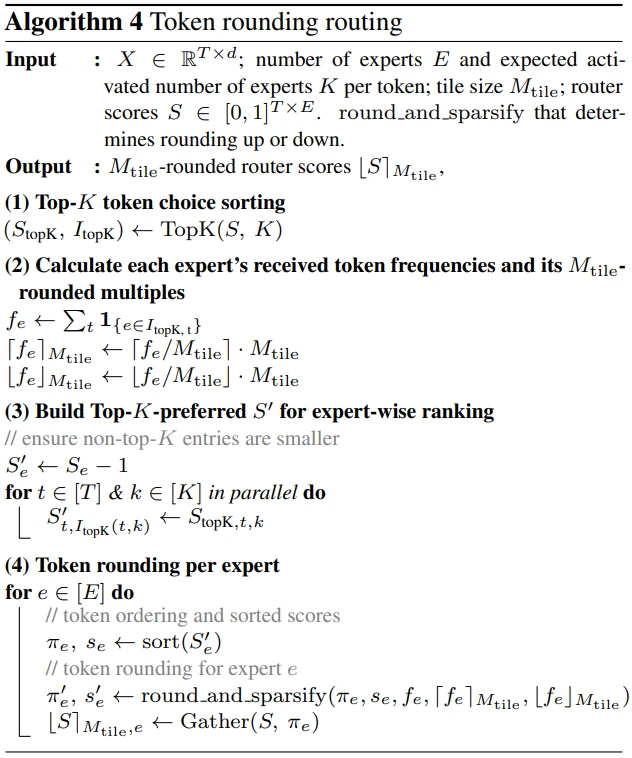 Algorithm 4 Token rounding routing
Input : X ∈ ℝ^{T×d}; number of experts E and expected acti-
vated number of experts K per token; tile size M_tile; router
scores S ∈ [0, 1]^{T×E}. round_and_sparsify that deter-
mines rounding up or down.
Output : M_tile-rounded router scores ⌊S⌉_{M_tile},
(1) Top-K token choice sorting
(S_topK, I_topK) ← TopK(S, K)
(2) Calculate each expert's received token frequencies and its M_tile-
rounded multiples
f_e ← ∑_t 1_{{e∈I_{topK, t}}}
⌈f_e⌉_{M_tile} ← ⌈f_e/M_tile⌉ · M_tile
⌊f_e⌋_{M_tile} ← ⌊f_e/M_tile⌋ · M_tile
(3) Build Top-K-preferred S′ for expert-wise ranking
// ensure non-top-K entries are smaller
S′_e ← S_e − 1
for t ∈ [T] & k ∈ [K] in parallel do
S′_{t,I_topK(t,k)} ← S_{topK,t,k}
(4) Token rounding per expert
for e ∈ [E] do
// token ordering and sorted scores
π_e, s_e ← sort(S′_e)
// token rounding for expert e
π′_e, s′_e ← round_and_sparsify(π_e, s_e, f_e, ⌈f_e⌉_{M_tile}, ⌊f_e⌋_{M_tile})
⌊S⌉_{M_tile,e} ← Gather(S, π_e)